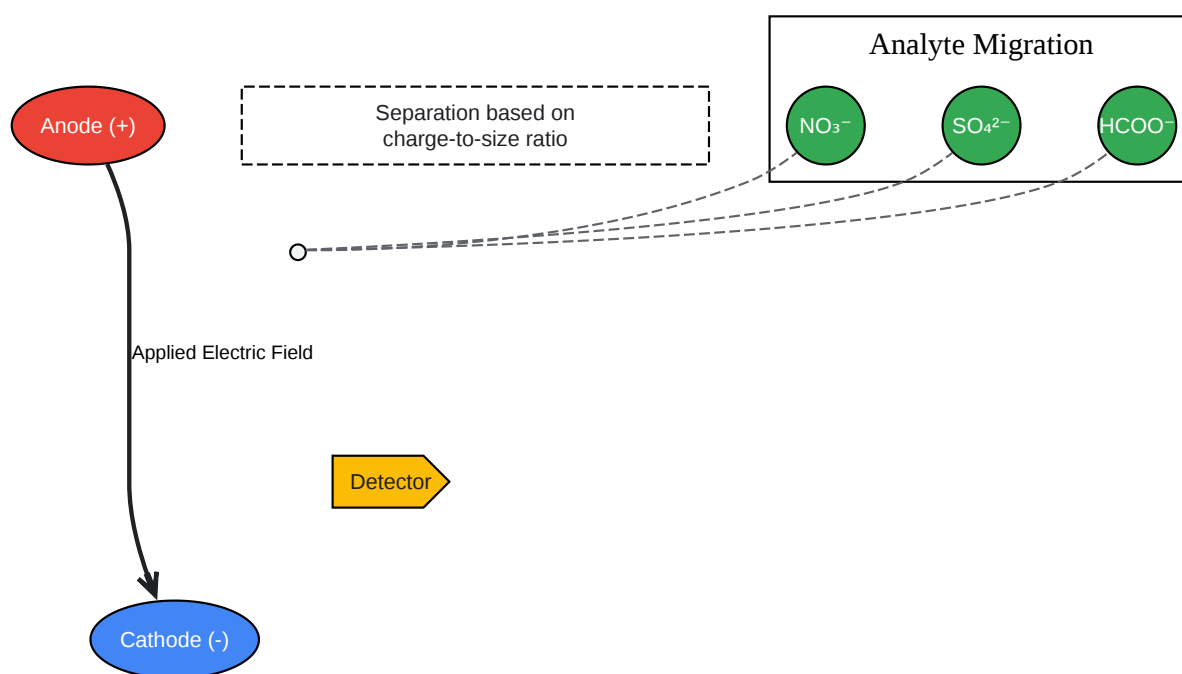 Analyte Migration
Anode (+)
Separation based on
charge-to-size ratio
NO₃⁻
SO₄²⁻
HCOO⁻
Applied Electric Field
Detector
Cathode (-)